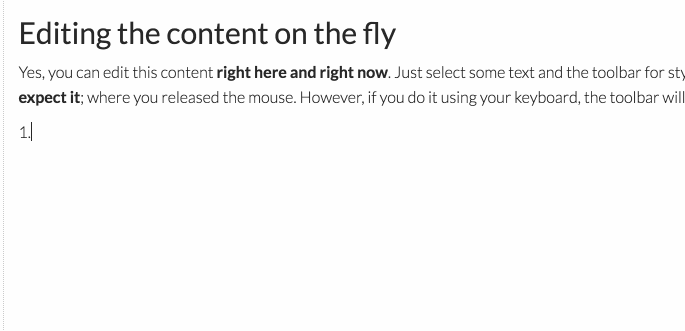 Editing the content on the fly
Yes, you can edit this content right here and right now. Just select some text and the toolbar for sty
expect it; where you released the mouse. However, if you do it using your keyboard, the toolbar will
1.